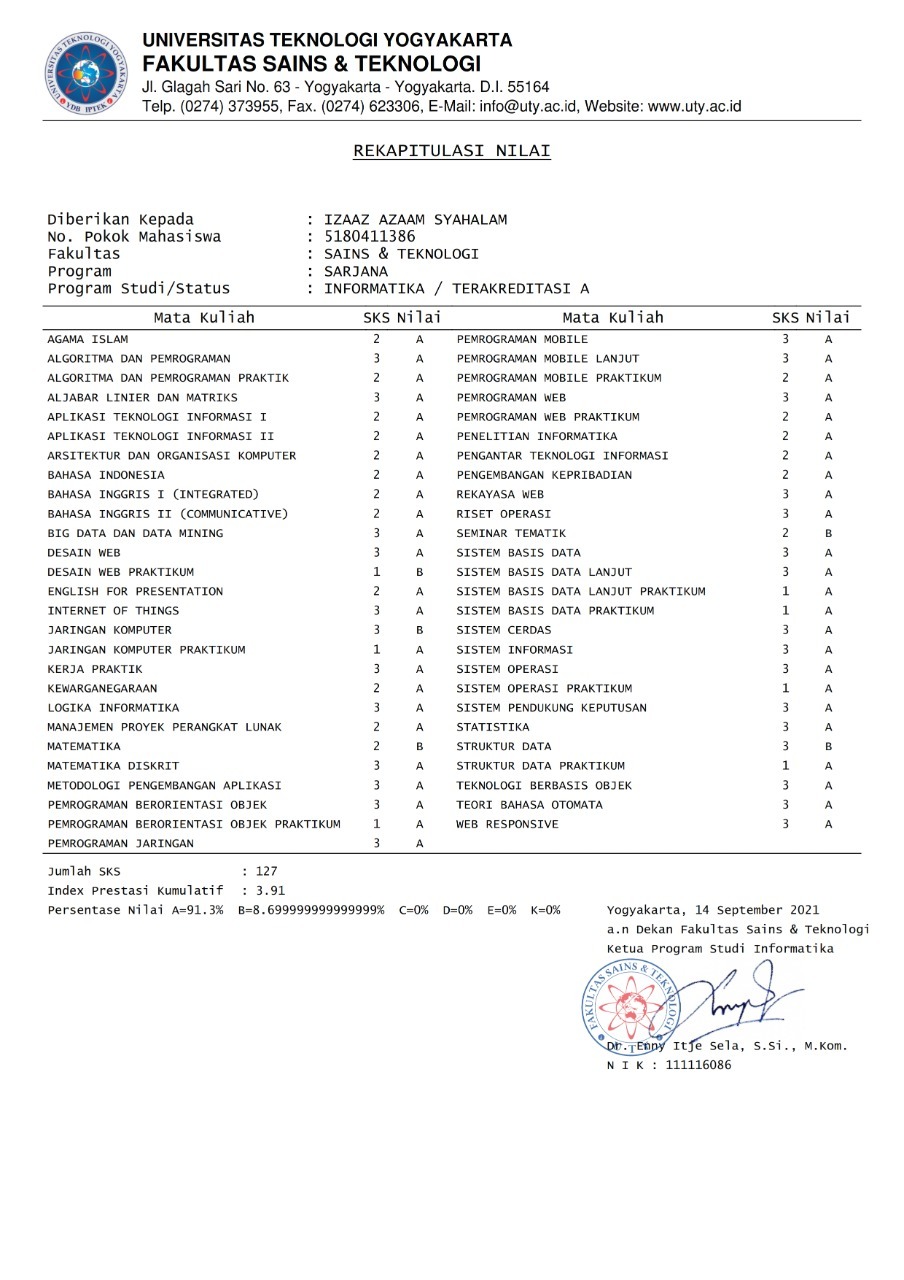 UNIVERSITAS TEKNOLOGI YOGYAKARTA
YDB IPTEK
UNIVERSITAS TEKNOLOGI YOGYAKARTA
FAKULTAS SAINS & TEKNOLOGI
Jl. Glagah Sari No. 63 - Yogyakarta - Yogyakarta. D.I. 55164
Telp. (0274) 373955, Fax. (0274) 623306, E-Mail: info@uty.ac.id, Website: www.uty.ac.id
REKAPITULASI NILAI
Diberikan Kepada : IZAAZ AZAAM SYAHALAM
No. Pokok Mahasiswa : 5180411386
Fakultas : SAINS & TEKNOLOGI
Program : SARJANA
Program Studi/Status : INFORMATIKA / TERAKREDITASI A
Mata Kuliah SKS Nilai Mata Kuliah SKS Nilai
AGAMA ISLAM 2 A PEMROGRAMAN MOBILE 3 A
ALGORITMA DAN PEMROGRAMAN 3 A PEMROGRAMAN MOBILE LANJUT 3 A
ALGORITMA DAN PEMROGRAMAN PRAKTIK 2 A PEMROGRAMAN MOBILE PRAKTIKUM 2 A
ALJABAR LINIER DAN MATRIKS 3 A PEMROGRAMAN WEB 3 A
APLIKASI TEKNOLOGI INFORMASI I 2 A PEMROGRAMAN WEB PRAKTIKUM 2 A
APLIKASI TEKNOLOGI INFORMASI II 2 A PENELITIAN INFORMATIKA 2 A
ARSITEKTUR DAN ORGANISASI KOMPUTER 2 A PENGANTAR TEKNOLOGI INFORMASI 2 A
BAHASA INDONESIA 2 A PENGEMBANGAN KEPRIBADIAN 2 A
BAHASA INGGRIS I (INTEGRATED) 2 A REKAYASA WEB 3 A
BAHASA INGGRIS II (COMMUNICATIVE) 2 A RISET OPERASI 3 A
BIG DATA DAN DATA MINING 3 A SEMINAR TEMATIK 2 B
DESAIN WEB 3 A SISTEM BASIS DATA 3 A
DESAIN WEB PRAKTIKUM 1 B SISTEM BASIS DATA LANJUT 3 A
ENGLISH FOR PRESENTATION 2 A SISTEM BASIS DATA LANJUT PRAKTIKUM 1 A
INTERNET OF THINGS 3 A SISTEM BASIS DATA PRAKTIKUM 1 A
JARINGAN KOMPUTER 3 B SISTEM CERDAS 3 A
JARINGAN KOMPUTER PRAKTIKUM 1 A SISTEM INFORMASI 3 A
KERJA PRAKTIK 3 A SISTEM OPERASI 3 A
KEWARGANEGARAAN 2 A SISTEM OPERASI PRAKTIKUM 1 A
LOGIKA INFORMATIKA 3 A SISTEM PENDUKUNG KEPUTUSAN 3 A
MANAJEMEN PROYEK PERANGKAT LUNAK 2 A STATISTIKA 3 A
MATEMATIKA 2 B STRUKTUR DATA 3 B
MATEMATIKA DISKRIT 3 A STRUKTUR DATA PRAKTIKUM 1 A
METODOLOGI PENGEMBANGAN APLIKASI 3 A TEKNOLOGI BERBASIS OBJEK 3 A
PEMROGRAMAN BERORIENTASI OBJEK 3 A TEORI BAHASA OTOMATA 3 A
PEMROGRAMAN BERORIENTASI OBJEK PRAKTIKUM 1 A WEB RESPONSIVE 3 A
PEMROGRAMAN JARINGAN 3 A
Jumlah SKS : 127
Index Prestasi Kumulatif : 3.91
Persentase Nilai A=91.3% B=8.699999999999999% C=0% D=0% E=0% K=0%
Yogyakarta, 14 September 2021
a.n Dekan Fakultas Sains & Teknologi
Ketua Program Studi Informatika
FAKULTAS SAINS & TEKNOLOGI
Dr. Enny Itje Sela, S.Si., M.Kom.
N I K : 111116086